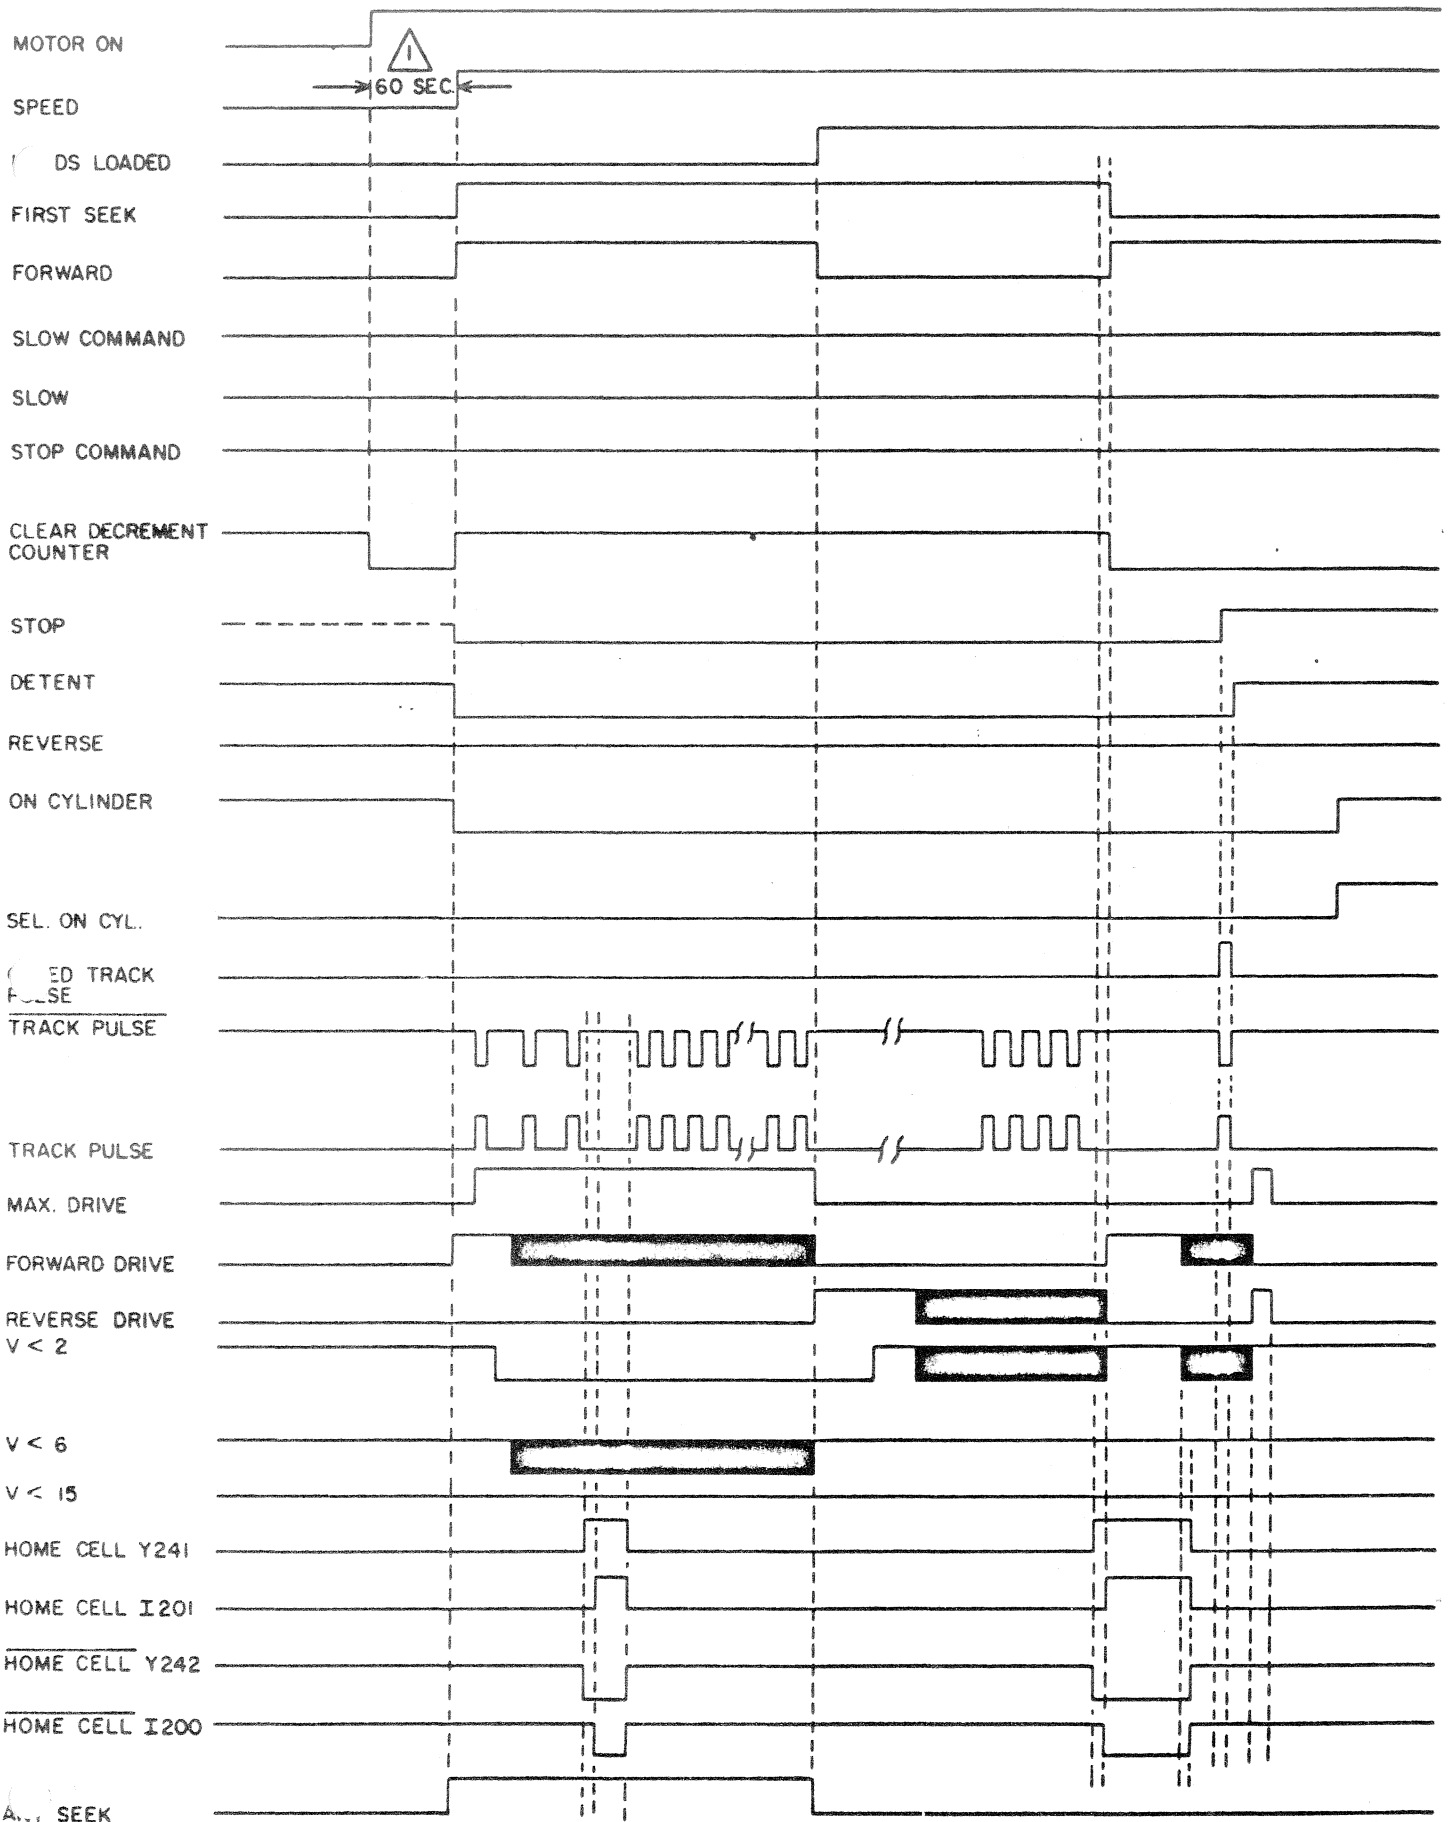 MOTOR ON
1
60 SEC.
SPEED
DS LOADED
FIRST SEEK
FORWARD
SLOW COMMAND
SLOW
STOP COMMAND
CLEAR DECREMENT
COUNTER
STOP
DETENT
REVERSE
ON CYLINDER
SEL. ON CYL.
ED TRACK
TRACK PULSE
TRACK PULSE
MAX. DRIVE
FORWARD DRIVE
REVERSE DRIVE
V < 2
V < 6
V < 15
HOME CELL Y241
HOME CELL I201
HOME CELL Y242
HOME CELL I200
SEEK